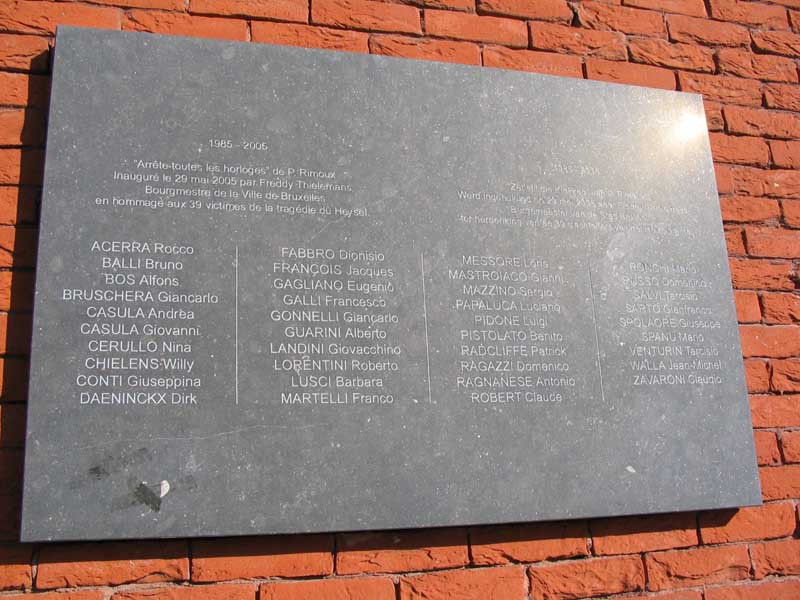 1985 - 2005
"Arrête-toutes les horloges" de P. Rimoux
Inauguré le 29 mai 2005 par Freddy Thielemans
Bourgmestre de la Ville de Bruxelles
en hommage aux 39 victimes de la tragédie du Heysel.
ACERRA Rocco
BALLI Bruno
BOS Alfons
BRUSCHERA Giancarlo
CASULA Andrea
CASULA Giovanni
CERULLO Nina
CHIELENS Willy
CONTI Giuseppina
DAENINCKX Dirk
FABBRO Dionisio
FRANÇOIS Jacques
GAGLIANO Eugenio
GALLI Francesco
GONNELLI Giancarlo
GUARINI Alberto
LANDINI Giovacchino
LORENTINI Roberto
LUSCI Barbara
MARTELLI Franco
MESSORE Loris
MASTROIACO Gianni
MAZZINO Sergio
PAPALUCA Luciano
PIDONE Luigi
PISTOLATO Benito
RADCLIFFE Patrick
RAGAZZI Domenico
RAGNANESE Antonio
ROBERT Claude
RONCHI Mario
RUSSO Domenico
SALVI Tarcisio
SARTO Gianfranco
SPOLAORE Giuseppe
SPANU Mario
VENTURIN Tarcisio
WALLA Jean-Michel
ZAVARONI Claudio